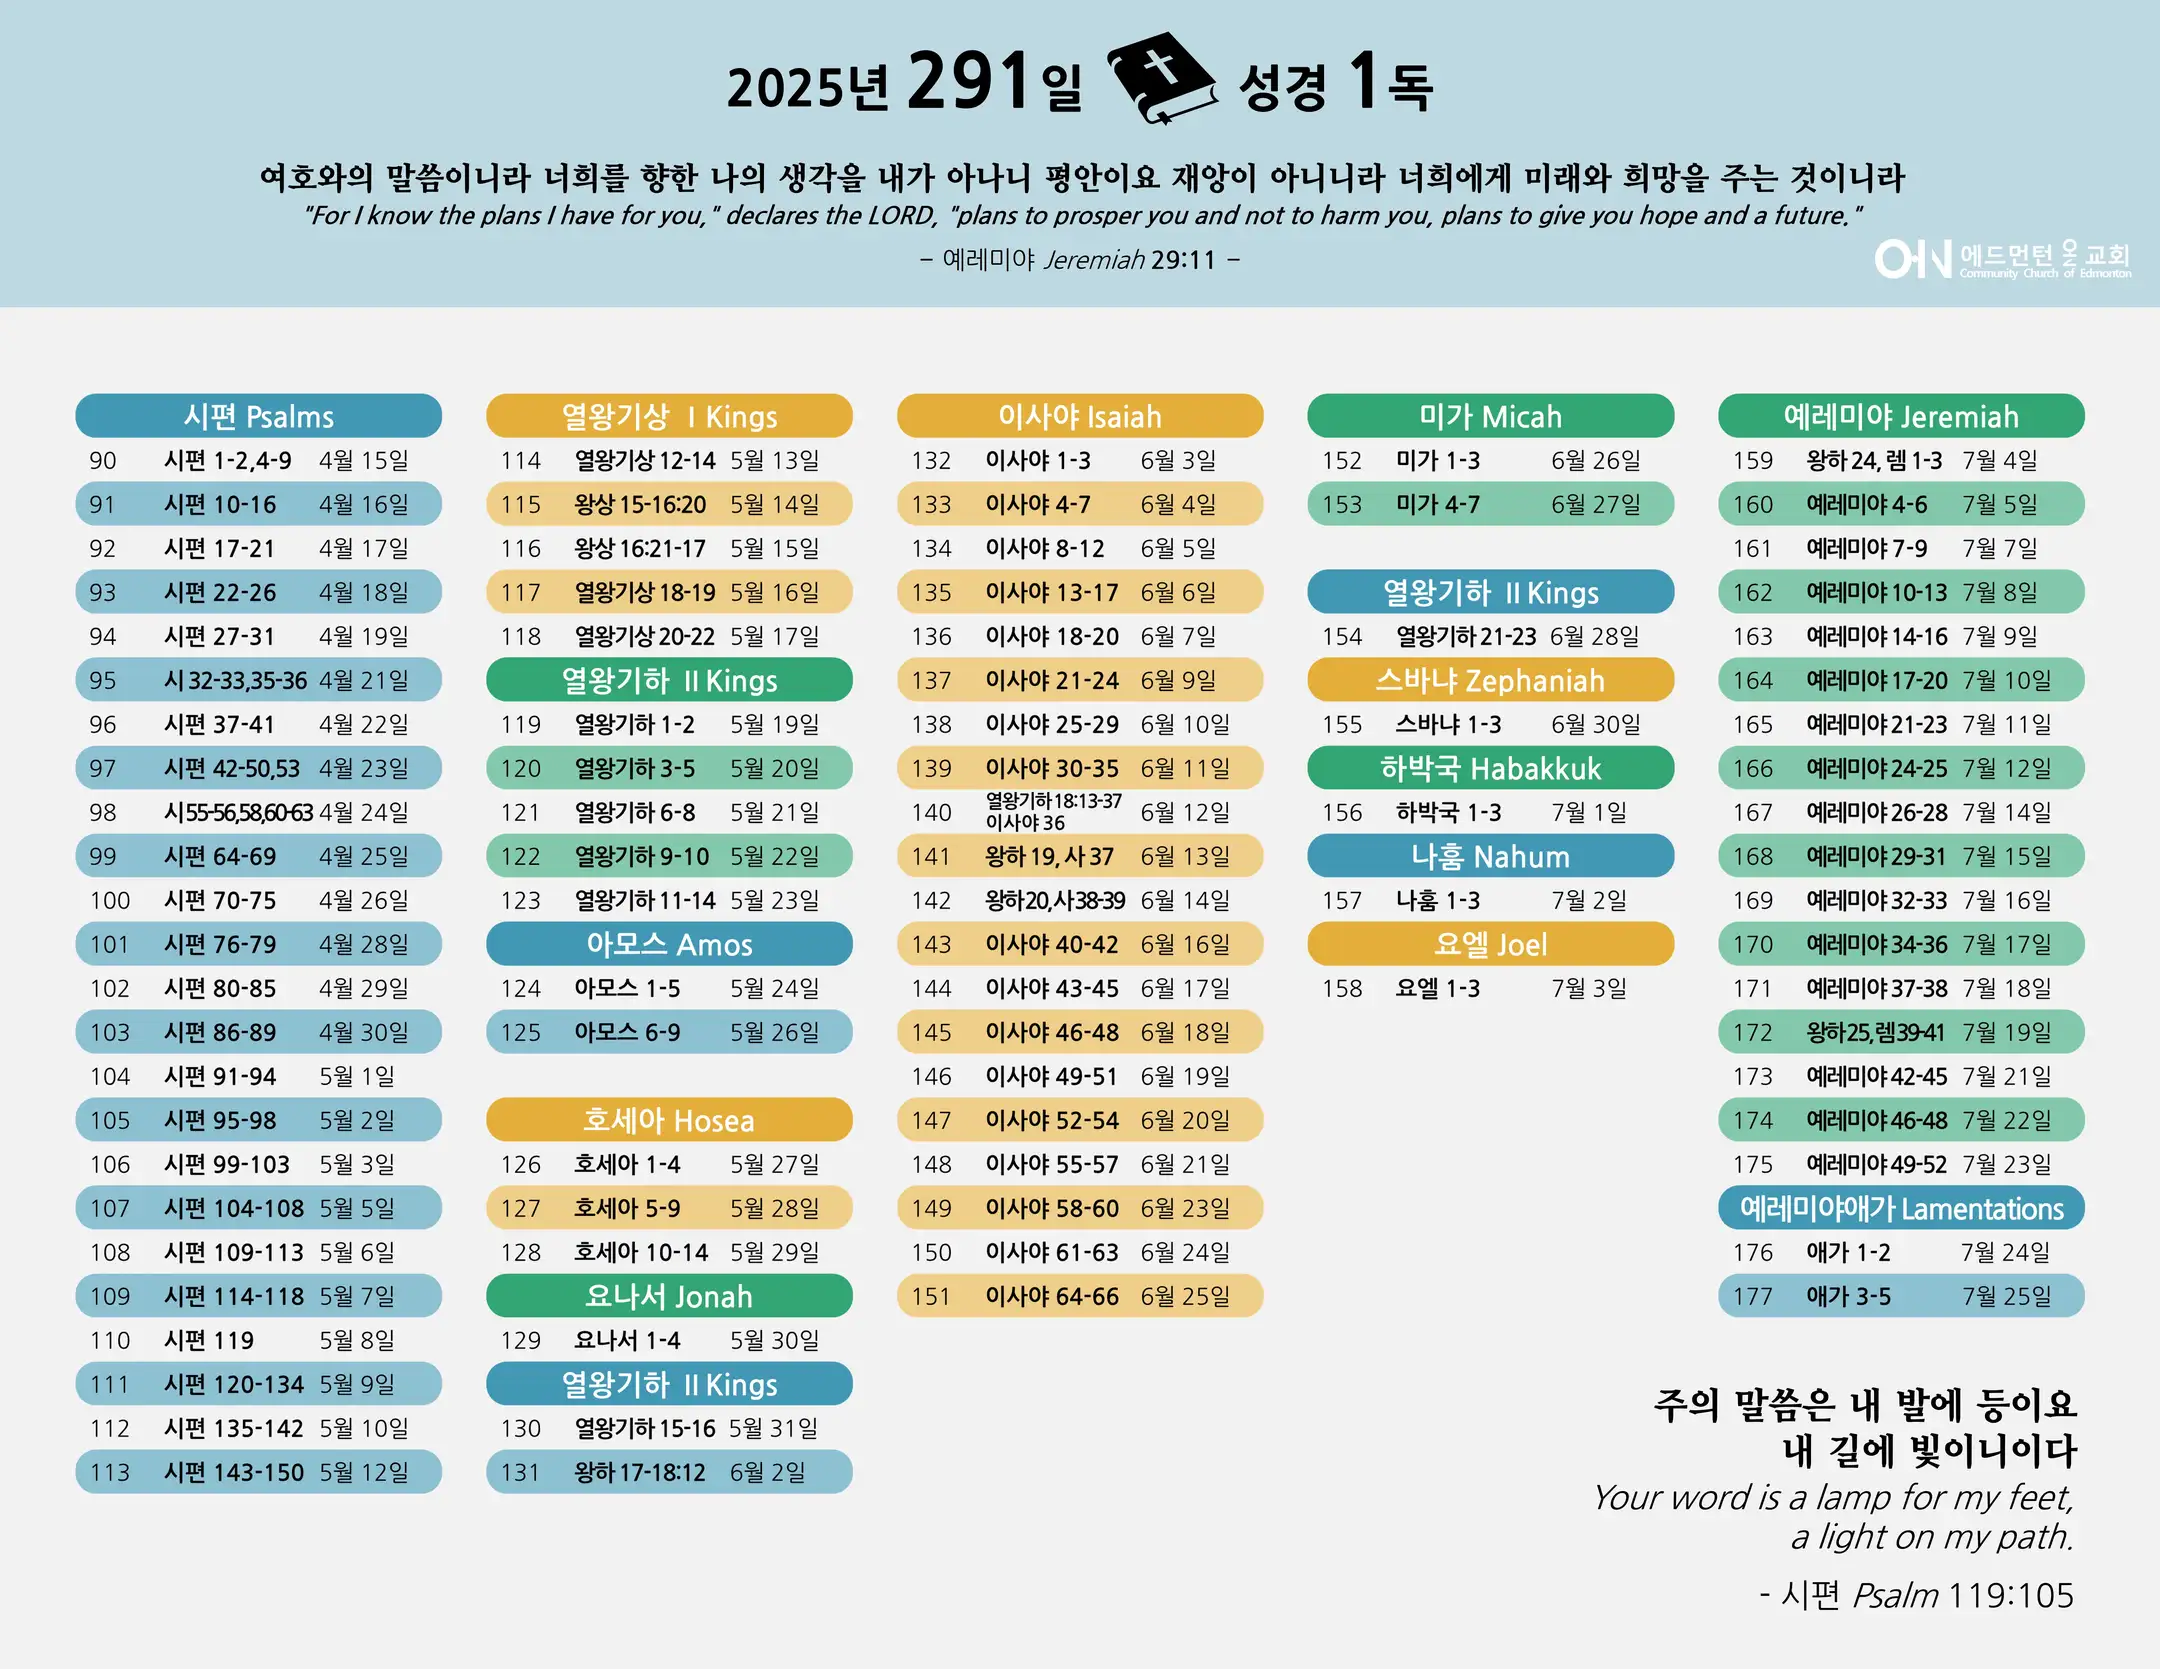 2025년 291일 성경 1독
여호와의 말씀이니라 너희를 향한 나의 생각을 내가 아나니 평안이요 재앙이 아니니라 너희에게 미래와 희망을 주는 것이니라
"For I know the plans I have for you," declares the LORD, "plans to prosper you and not to harm you, plans to give you hope and a future."
– 예레미야 Jeremiah 29:11 –
ON 에드먼턴 온 교회
Community Church of Edmonton
시편 Psalms
90 시편 1-2,4-9 4월 15일
91 시편 10-16 4월 16일
92 시편 17-21 4월 17일
93 시편 22-26 4월 18일
94 시편 27-31 4월 19일
95 시 32-33,35-36 4월 21일
96 시편 37-41 4월 22일
97 시편 42-50,53 4월 23일
98 시55-56,58,60-63 4월 24일
99 시편 64-69 4월 25일
100 시편 70-75 4월 26일
101 시편 76-79 4월 28일
102 시편 80-85 4월 29일
103 시편 86-89 4월 30일
104 시편 91-94 5월 1일
105 시편 95-98 5월 2일
106 시편 99-103 5월 3일
107 시편 104-108 5월 5일
108 시편 109-113 5월 6일
109 시편 114-118 5월 7일
110 시편 119 5월 8일
111 시편 120-134 5월 9일
112 시편 135-142 5월 10일
113 시편 143-150 5월 12일
열왕기상 Ⅰ Kings
114 열왕기상 12-14 5월 13일
115 왕상 15-16:20 5월 14일
116 왕상 16:21-17 5월 15일
117 열왕기상 18-19 5월 16일
118 열왕기상 20-22 5월 17일
열왕기하 Ⅱ Kings
119 열왕기하 1-2 5월 19일
120 열왕기하 3-5 5월 20일
121 열왕기하 6-8 5월 21일
122 열왕기하 9-10 5월 22일
123 열왕기하 11-14 5월 23일
아모스 Amos
124 아모스 1-5 5월 24일
125 아모스 6-9 5월 26일
호세아 Hosea
126 호세아 1-4 5월 27일
127 호세아 5-9 5월 28일
128 호세아 10-14 5월 29일
요나서 Jonah
129 요나서 1-4 5월 30일
열왕기하 Ⅱ Kings
130 열왕기하 15-16 5월 31일
131 왕하 17-18:12 6월 2일
이사야 Isaiah
132 이사야 1-3 6월 3일
133 이사야 4-7 6월 4일
134 이사야 8-12 6월 5일
135 이사야 13-17 6월 6일
136 이사야 18-20 6월 7일
137 이사야 21-24 6월 9일
138 이사야 25-29 6월 10일
139 이사야 30-35 6월 11일
140 열왕기하 18:13-37 6월 12일
이사야 36
141 왕하 19, 사 37 6월 13일
142 왕하20,사38-39 6월 14일
143 이사야 40-42 6월 16일
144 이사야 43-45 6월 17일
145 이사야 46-48 6월 18일
146 이사야 49-51 6월 19일
147 이사야 52-54 6월 20일
148 이사야 55-57 6월 21일
149 이사야 58-60 6월 23일
150 이사야 61-63 6월 24일
151 이사야 64-66 6월 25일
미가 Micah
152 미가 1-3 6월 26일
153 미가 4-7 6월 27일
열왕기하 Ⅱ Kings
154 열왕기하 21-23 6월 28일
스바냐 Zephaniah
155 스바냐 1-3 6월 30일
하박국 Habakkuk
156 하박국 1-3 7월 1일
나훔 Nahum
157 나훔 1-3 7월 2일
요엘 Joel
158 요엘 1-3 7월 3일
예레미야 Jeremiah
159 왕하 24, 렘 1-3 7월 4일
160 예레미야 4-6 7월 5일
161 예레미야 7-9 7월 7일
162 예레미야 10-13 7월 8일
163 예레미야 14-16 7월 9일
164 예레미야 17-20 7월 10일
165 예레미야 21-23 7월 11일
166 예레미야 24-25 7월 12일
167 예레미야 26-28 7월 14일
168 예레미야 29-31 7월 15일
169 예레미야 32-33 7월 16일
170 예레미야 34-36 7월 17일
171 예레미야 37-38 7월 18일
172 왕하25,렘39-41 7월 19일
173 예레미야 42-45 7월 21일
174 예레미야 46-48 7월 22일
175 예레미야 49-52 7월 23일
예레미야애가 Lamentations
176 애가 1-2 7월 24일
177 애가 3-5 7월 25일
주의 말씀은 내 발에 등이요
내 길에 빛이니이다
Your word is a lamp for my feet,
a light on my path.
- 시편 Psalm 119:105